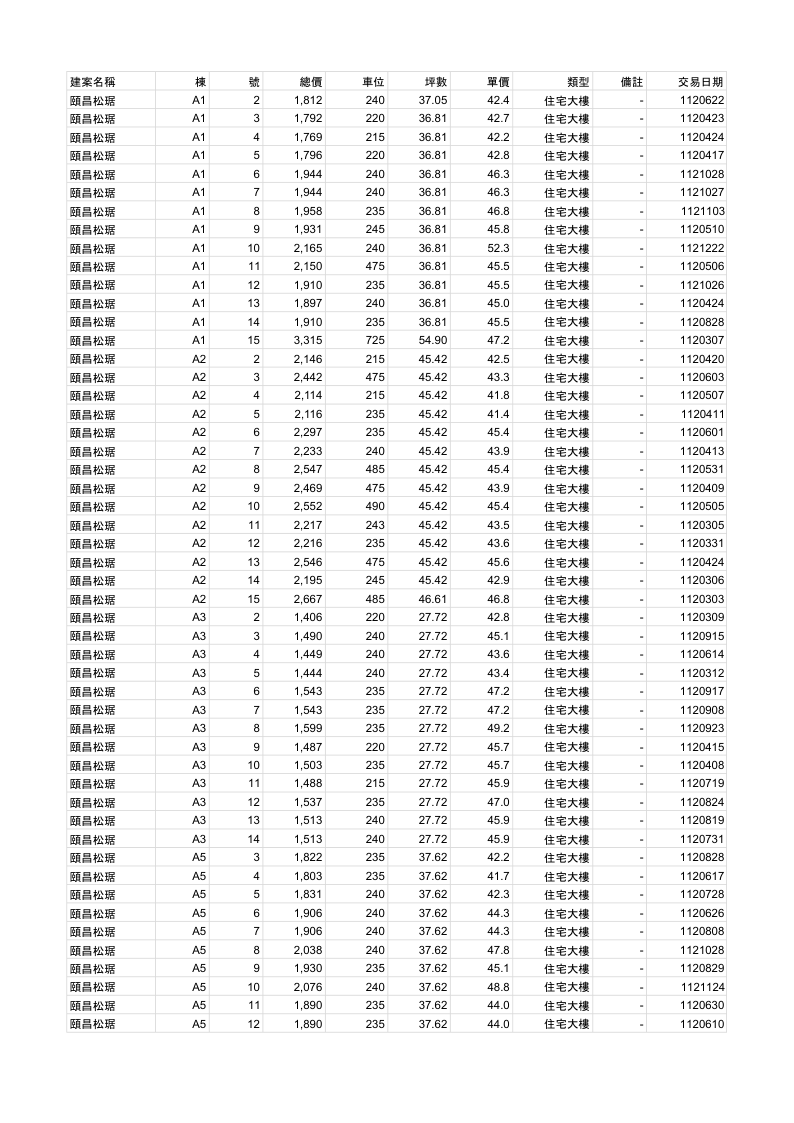 建案名稱 棟 號 總價 車位 坪數 單價 類型 備註 交易日期
頤昌松琚 A1 2 1,812 240 37.05 42.4 住宅大樓 - 1120622
頤昌松琚 A1 3 1,792 220 36.81 42.7 住宅大樓 - 1120423
頤昌松琚 A1 4 1,769 215 36.81 42.2 住宅大樓 - 1120424
頤昌松琚 A1 5 1,796 220 36.81 42.8 住宅大樓 - 1120417
頤昌松琚 A1 6 1,944 240 36.81 46.3 住宅大樓 - 1121028
頤昌松琚 A1 7 1,944 240 36.81 46.3 住宅大樓 - 1121027
頤昌松琚 A1 8 1,958 235 36.81 46.8 住宅大樓 - 1121103
頤昌松琚 A1 9 1,931 245 36.81 45.8 住宅大樓 - 1120510
頤昌松琚 A1 10 2,165 240 36.81 52.3 住宅大樓 - 1121222
頤昌松琚 A1 11 2,150 475 36.81 45.5 住宅大樓 - 1120506
頤昌松琚 A1 12 1,910 235 36.81 45.5 住宅大樓 - 1121026
頤昌松琚 A1 13 1,897 240 36.81 45.0 住宅大樓 - 1120424
頤昌松琚 A1 14 1,910 235 36.81 45.5 住宅大樓 - 1120828
頤昌松琚 A1 15 3,315 725 54.90 47.2 住宅大樓 - 1120307
頤昌松琚 A2 2 2,146 215 45.42 42.5 住宅大樓 - 1120420
頤昌松琚 A2 3 2,442 475 45.42 43.3 住宅大樓 - 1120603
頤昌松琚 A2 4 2,114 215 45.42 41.8 住宅大樓 - 1120507
頤昌松琚 A2 5 2,116 235 45.42 41.4 住宅大樓 - 1120411
頤昌松琚 A2 6 2,297 235 45.42 45.4 住宅大樓 - 1120601
頤昌松琚 A2 7 2,233 240 45.42 43.9 住宅大樓 - 1120413
頤昌松琚 A2 8 2,547 485 45.42 45.4 住宅大樓 - 1120531
頤昌松琚 A2 9 2,469 475 45.42 43.9 住宅大樓 - 1120409
頤昌松琚 A2 10 2,552 490 45.42 45.4 住宅大樓 - 1120505
頤昌松琚 A2 11 2,217 243 45.42 43.5 住宅大樓 - 1120305
頤昌松琚 A2 12 2,216 235 45.42 43.6 住宅大樓 - 1120331
頤昌松琚 A2 13 2,546 475 45.42 45.6 住宅大樓 - 1120424
頤昌松琚 A2 14 2,195 245 45.42 42.9 住宅大樓 - 1120306
頤昌松琚 A2 15 2,667 485 46.61 46.8 住宅大樓 - 1120303
頤昌松琚 A3 2 1,406 220 27.72 42.8 住宅大樓 - 1120309
頤昌松琚 A3 3 1,490 240 27.72 45.1 住宅大樓 - 1120915
頤昌松琚 A3 4 1,449 240 27.72 43.6 住宅大樓 - 1120614
頤昌松琚 A3 5 1,444 240 27.72 43.4 住宅大樓 - 1120312
頤昌松琚 A3 6 1,543 235 27.72 47.2 住宅大樓 - 1120917
頤昌松琚 A3 7 1,543 235 27.72 47.2 住宅大樓 - 1120908
頤昌松琚 A3 8 1,599 235 27.72 49.2 住宅大樓 - 1120923
頤昌松琚 A3 9 1,487 220 27.72 45.7 住宅大樓 - 1120415
頤昌松琚 A3 10 1,503 235 27.72 45.7 住宅大樓 - 1120408
頤昌松琚 A3 11 1,488 215 27.72 45.9 住宅大樓 - 1120719
頤昌松琚 A3 12 1,537 235 27.72 47.0 住宅大樓 - 1120824
頤昌松琚 A3 13 1,513 240 27.72 45.9 住宅大樓 - 1120819
頤昌松琚 A3 14 1,513 240 27.72 45.9 住宅大樓 - 1120731
頤昌松琚 A5 3 1,822 235 37.62 42.2 住宅大樓 - 1120828
頤昌松琚 A5 4 1,803 235 37.62 41.7 住宅大樓 - 1120617
頤昌松琚 A5 5 1,831 240 37.62 42.3 住宅大樓 - 1120728
頤昌松琚 A5 6 1,906 240 37.62 44.3 住宅大樓 - 1120626
頤昌松琚 A5 7 1,906 240 37.62 44.3 住宅大樓 - 1120808
頤昌松琚 A5 8 2,038 240 37.62 47.8 住宅大樓 - 1121028
頤昌松琚 A5 9 1,930 235 37.62 45.1 住宅大樓 - 1120829
頤昌松琚 A5 10 2,076 240 37.62 48.8 住宅大樓 - 1121124
頤昌松琚 A5 11 1,890 235 37.62 44.0 住宅大樓 - 1120630
頤昌松琚 A5 12 1,890 235 37.62 44.0 住宅大樓 - 1120610